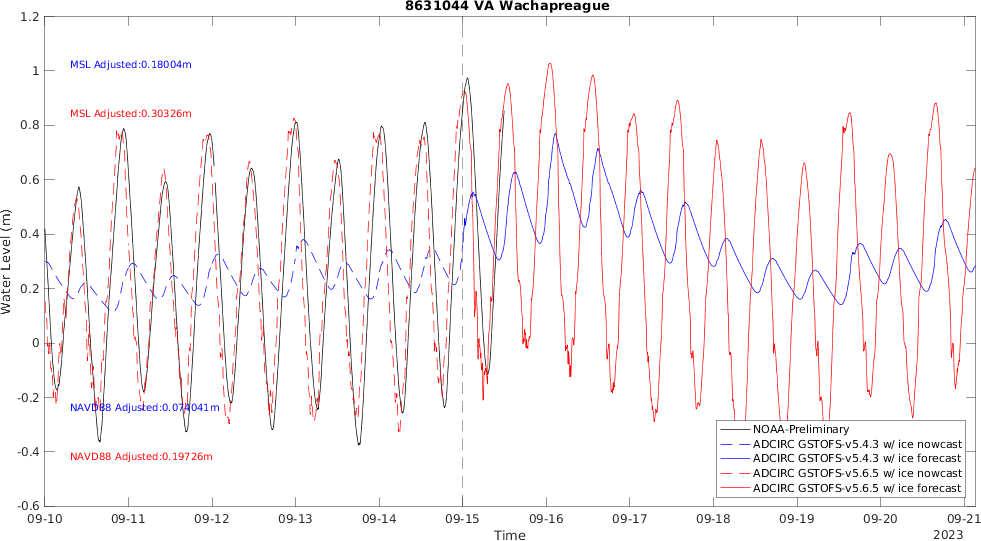 8631044 VA Wachapreague
1.2
1
0.8
0.6
0.4
0.2
0
-0.2
-0.4
-0.6
Water Level (m)
MSL Adjusted:0.18004m
MSL Adjusted:0.30326m
NAVD88 Adjusted:0.074041m
NAVD88 Adjusted:0.19726m
NOAA-Preliminary
ADCIRC GSTOFS-v5.4.3 w/ ice nowcast
ADCIRC GSTOFS-v5.4.3 w/ ice forecast
ADCIRC GSTOFS-v5.6.5 w/ ice nowcast
ADCIRC GSTOFS-v5.6.5 w/ ice forecast
09-10 09-11 09-12 09-13 09-14 09-15 09-16 09-17 09-18 09-19 09-20 09-21
Time
2023